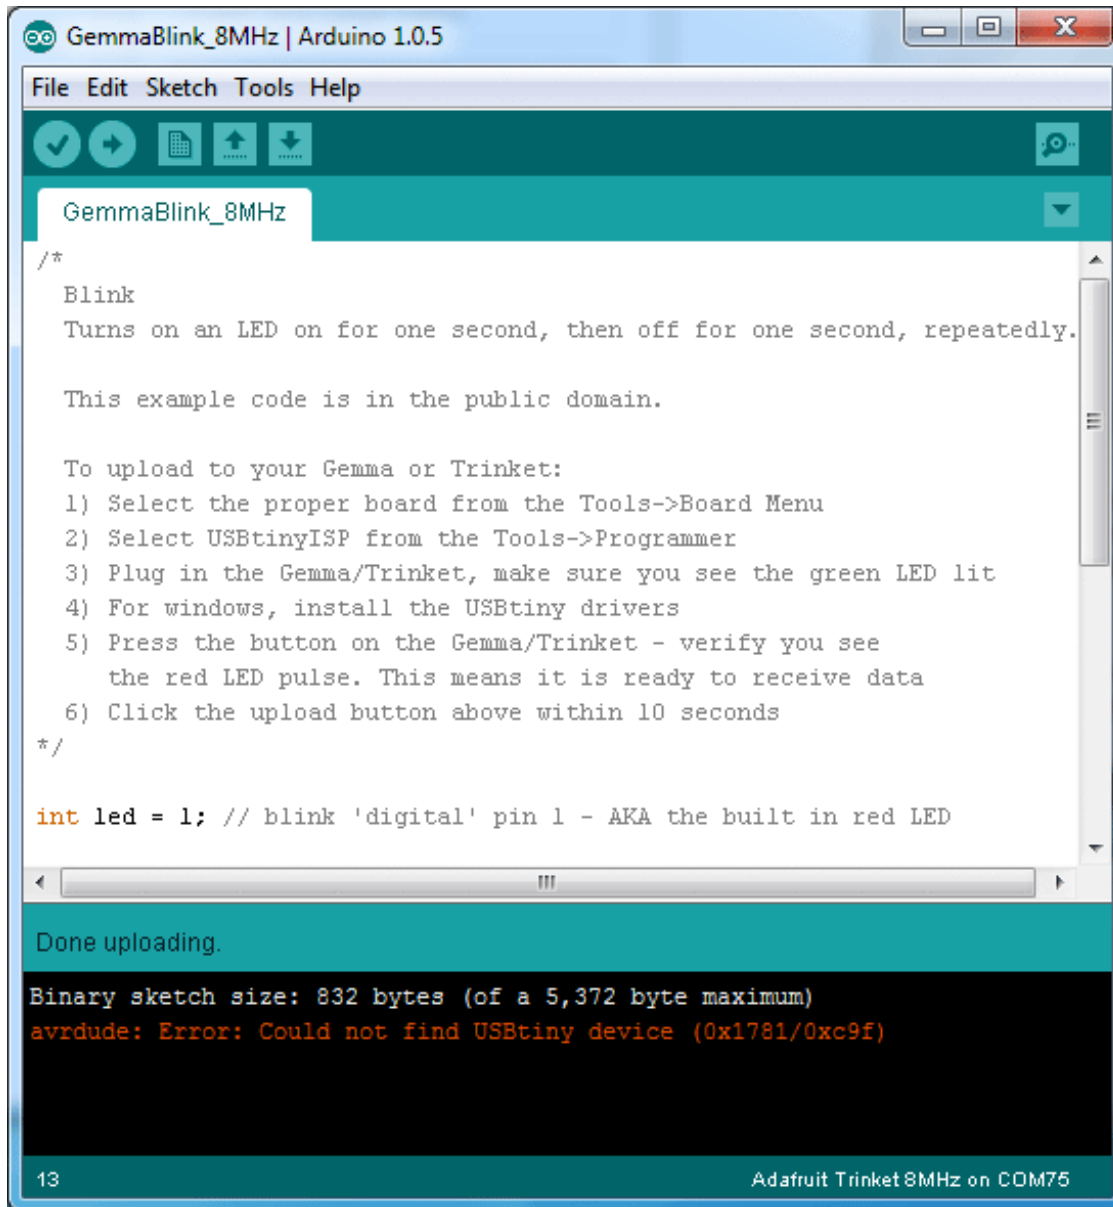 GemmaBlink_8MHz | Arduino 1.0.5
File Edit Sketch Tools Help
GemmaBlink_8MHz
/*
Blink
Turns on an LED on for one second, then off for one second, repeatedly.
This example code is in the public domain.
To upload to your Gemma or Trinket:
1) Select the proper board from the Tools->Board Menu
2) Select USBtinyISP from the Tools->Programmer
3) Plug in the Gemma/Trinket, make sure you see the green LED lit
4) For windows, install the USBtiny drivers
5) Press the button on the Gemma/Trinket - verify you see
the red LED pulse. This means it is ready to receive data
6) Click the upload button above within 10 seconds
*/
int led = 1; // blink 'digital' pin 1 - AKA the built in red LED
Done uploading.
Binary sketch size: 832 bytes (of a 5,372 byte maximum)
avrdude: Error: Could not find USBtiny device (0x1781/0xc9f)
13 Adafruit Trinket 8MHz on COM75